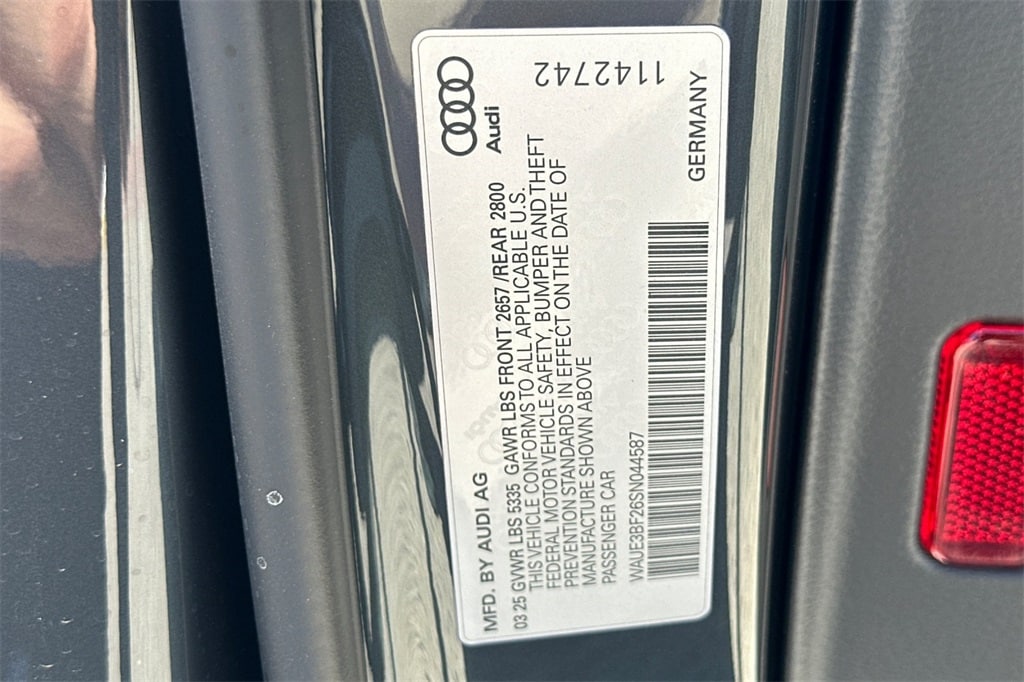 Audi
MFD. BY AUDI AG
03 25 GVWR LBS 5335 GAWR LBS FRONT 2657 /REAR 2800
THIS VEHICLE CONFORMS TO ALL APPLICABLE U.S.
FEDERAL MOTOR VEHICLE SAFETY, BUMPER AND THEFT
PREVENTION STANDARDS IN EFFECT ON THE DATE OF
MANUFACTURE SHOWN ABOVE
PASSENGER CAR
WAUE3BF26SN044587
GERMANY
1142742